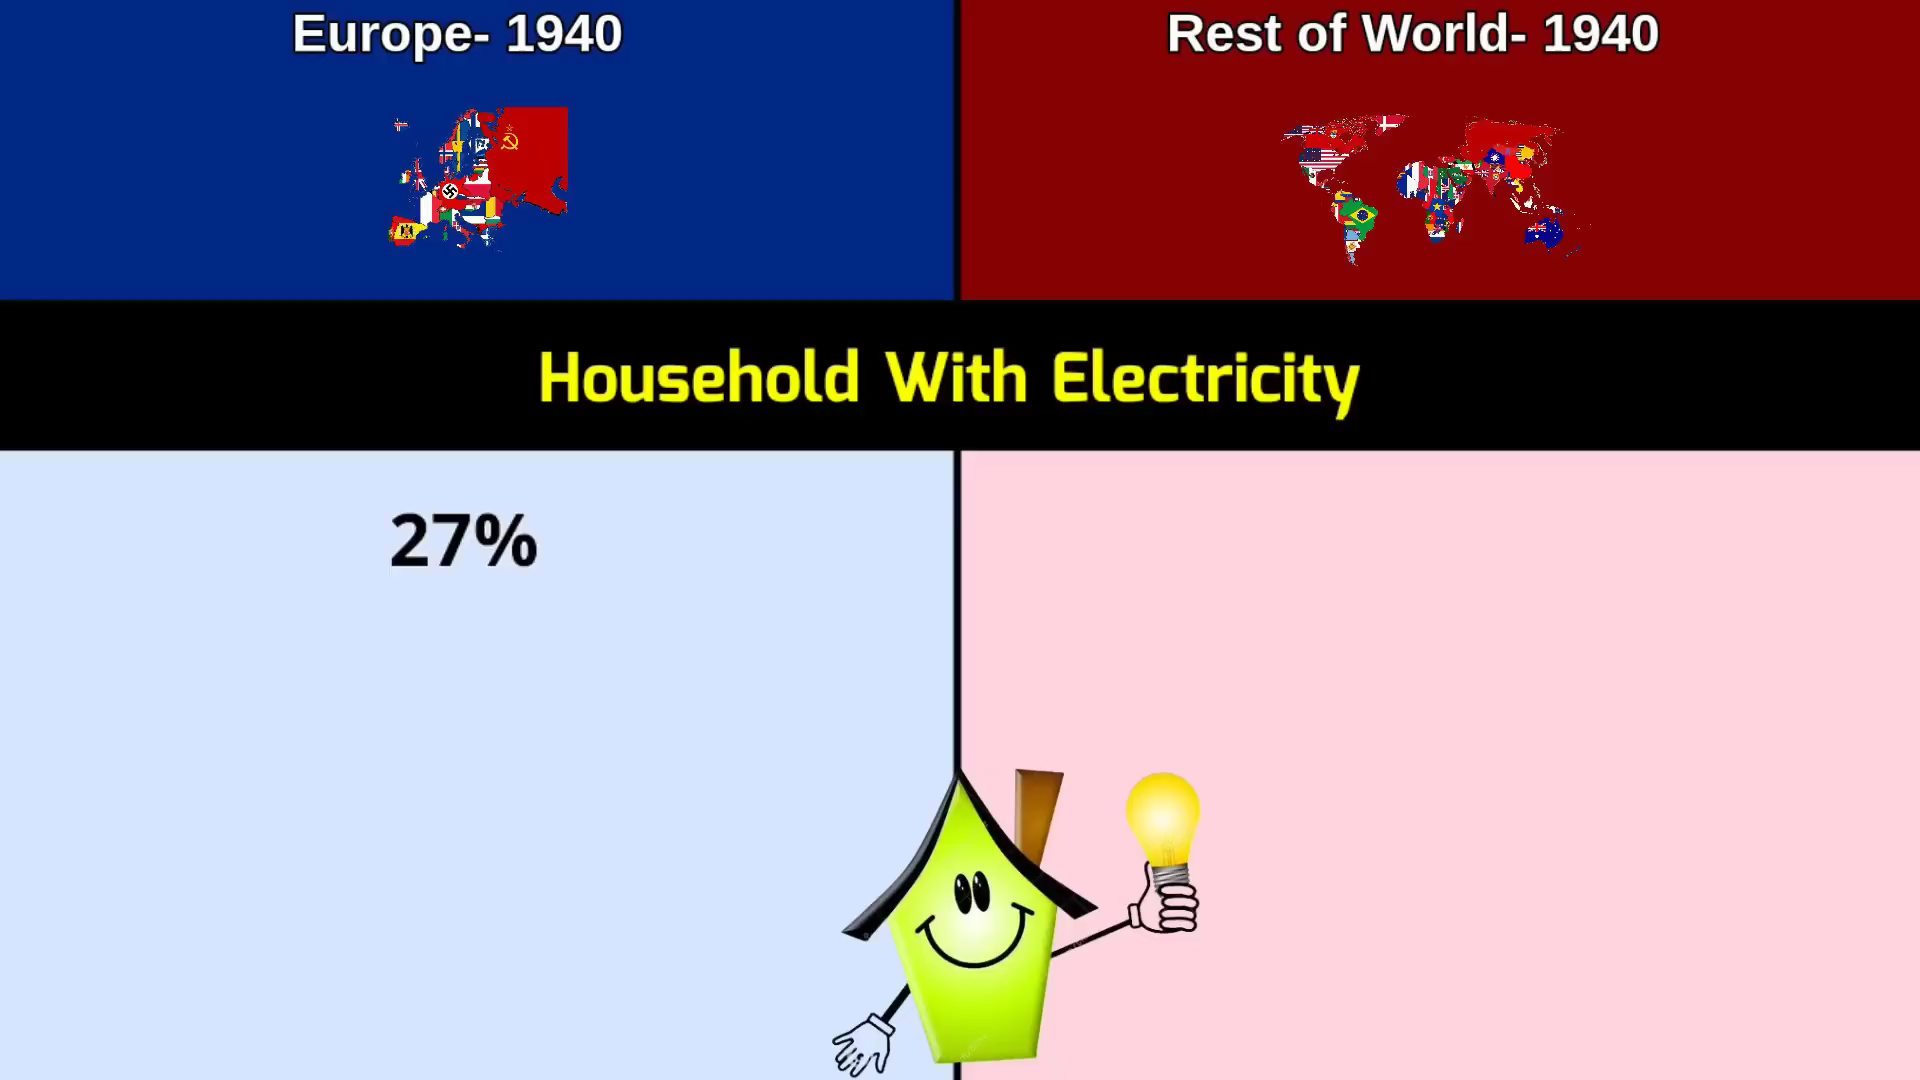 Europe- 1940
Rest of World- 1940
Household With Electricity
27%